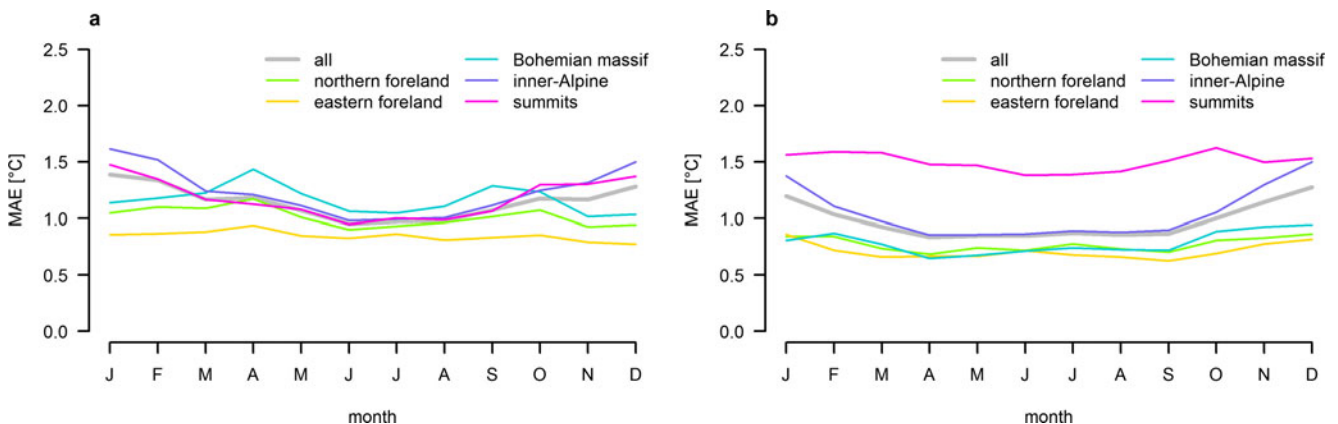 a
2.5
2.0
1.5
1.0
0.5
0.0
MAE [°C]
all
northern foreland
eastern foreland
Bohemian massif
inner-Alpine
summits
J F M A M J J A S O N D
month
b
2.5
2.0
1.5
1.0
0.5
0.0
MAE [°C]
all
northern foreland
eastern foreland
Bohemian massif
inner-Alpine
summits
J F M A M J J A S O N D
month